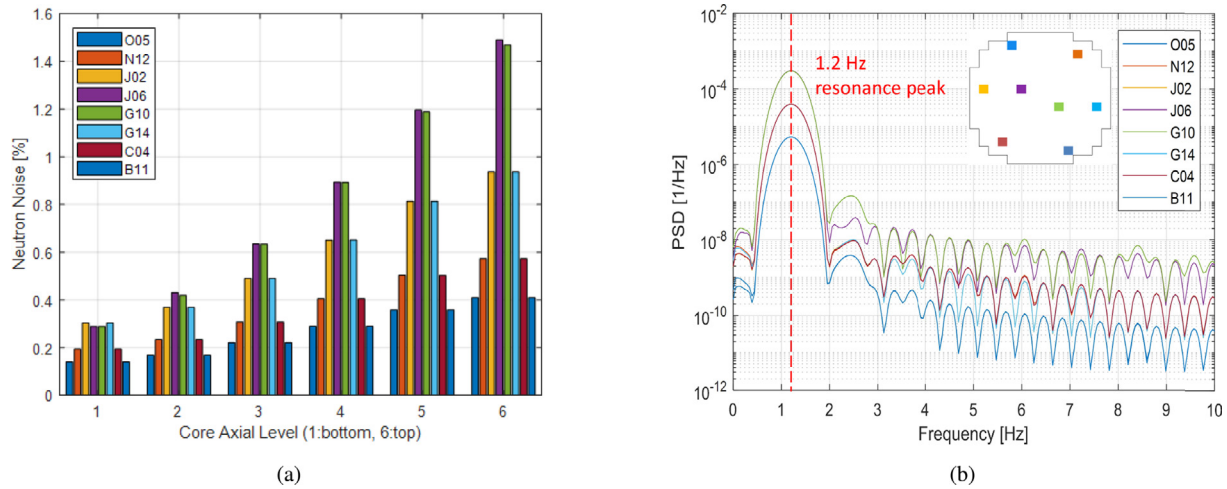 1.6
1.4
1.2
1
0.8
0.6
0.4
0.2
0
Neutron Noise [%]
O05
N12
J02
J06
G10
G14
C04
B11
1 2 3 4 5 6
Core Axial Level (1:bottom, 6:top)
(a)
10-2
10-4
10-6
10-8
10-10
10-12
PSD [1/Hz]
1.2 Hz
resonance peak
O05
N12
J02
J06
G10
G14
C04
B11
0 1 2 3 4 5 6 7 8 9 10
Frequency [Hz]
(b)